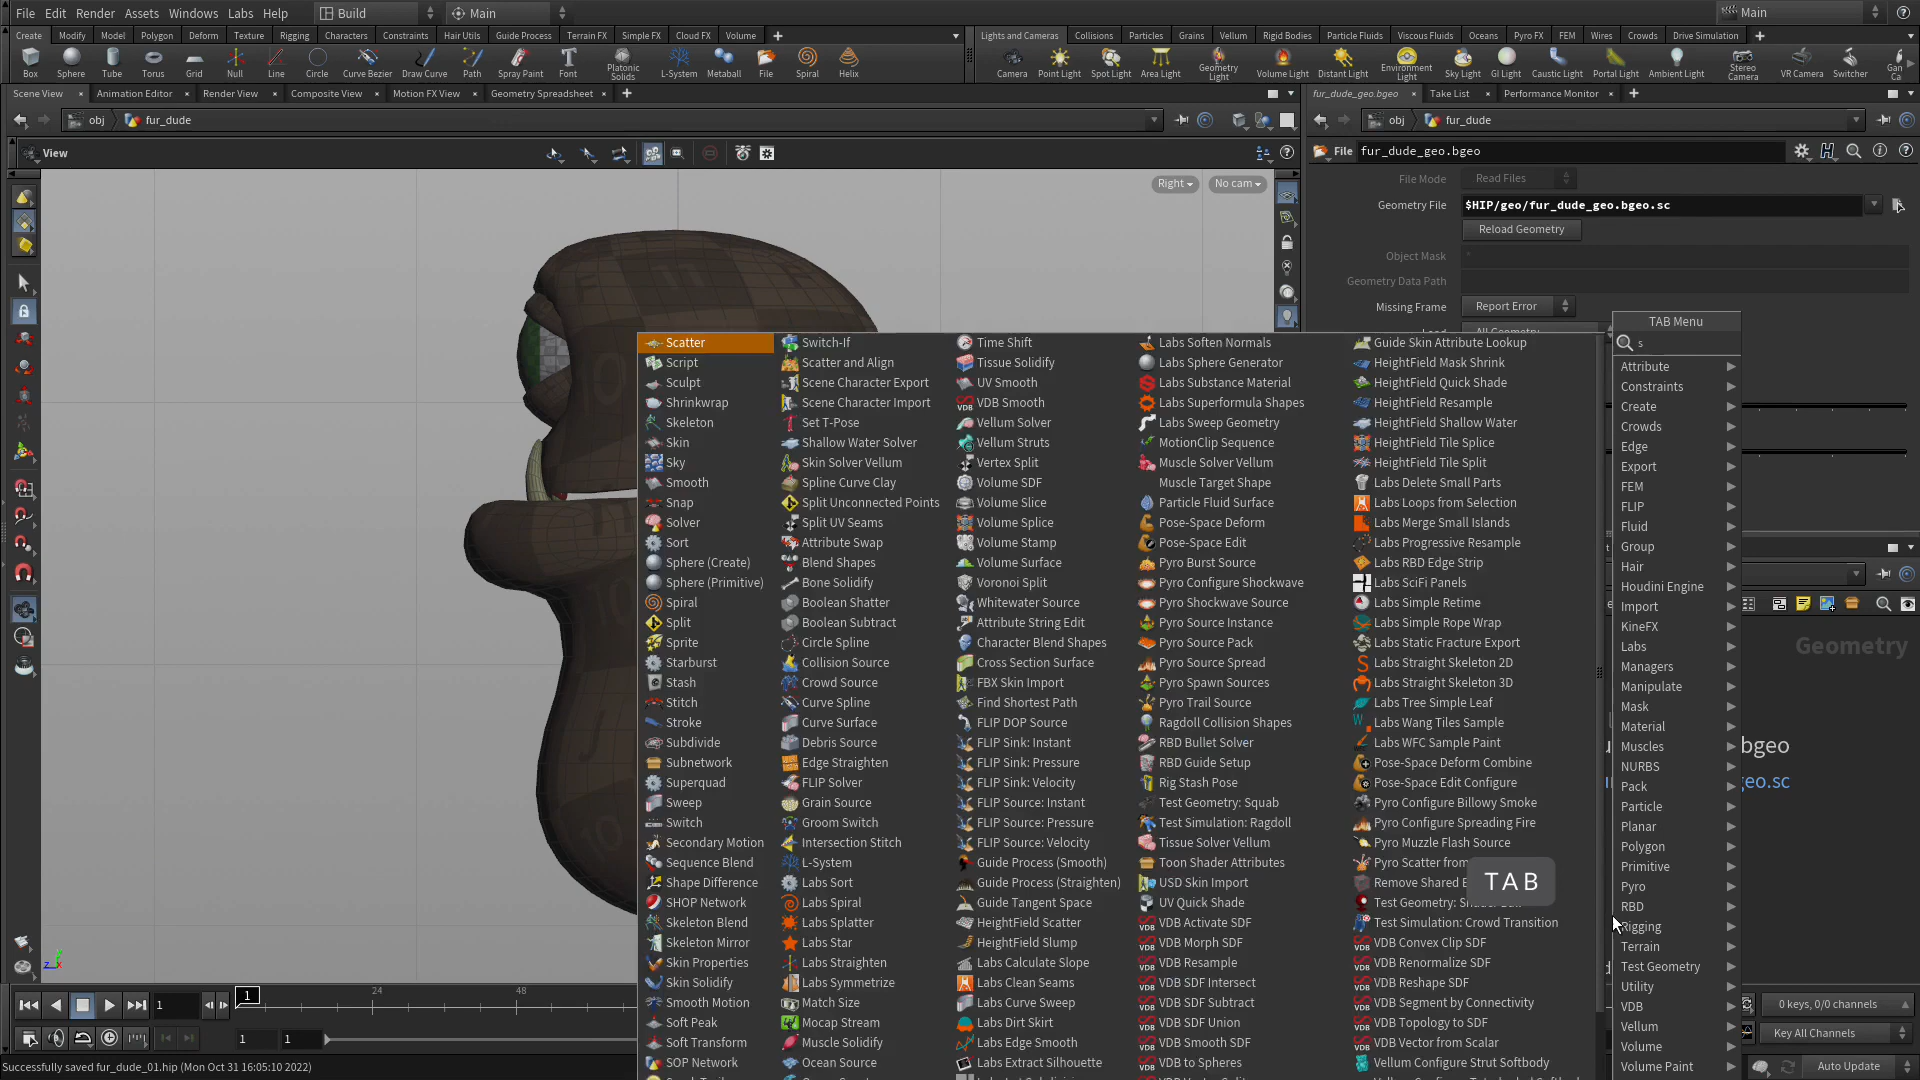 File Edit Render Assets Windows Labs Help Build Main Main
Create Modify Model Polygon Deform Texture Rigging Characters Constraints Hair Utils Guide Process Terrain FX Simple FX Cloud FX Volume
Lights and Cameras Collisions Particles Grains Vellum Rigid Bodies Particle Fluids Viscous Fluids Oceans Pyro FX FEM Wires Crowds Drive Simulation
Box Sphere Tube Torus Grid Null Line Circle Curve Bezier Draw Curve Path Spray Paint Font Platonic Solids L-System Metaball File Spiral Helix
Camera Point Light Spot Light Area Light Geometry Light Volume Light Distant Light Environment Light Sky Light GI Light Caustic Light Portal Light Ambient Light Stereo Camera VR Camera Switcher Gan Ca
Scene View Animation Editor Render View Composite View Motion FX View Geometry Spreadsheet
fur_dude_geo.bgeo Take List Performance Monitor
obj fur_dude
obj fur_dude
View
File fur_dude_geo.bgeo
Right No cam
File Mode Read Files
Geometry File $HIP/geo/fur_dude_geo.bgeo.sc
Reload Geometry
Object Mask *
Geometry Data Path
Missing Frame Report Error
TAB Menu
s
Scatter Switch-If Time Shift Labs Soften Normals Guide Skin Attribute Lookup
Script Scatter and Align Tissue Solidify Labs Sphere Generator HeightField Mask Shrink
Sculpt Scene Character Export UV Smooth Labs Substance Material HeightField Quick Shade
Shrinkwrap Scene Character Import VDB Smooth Labs Superformula Shapes HeightField Resample
Skeleton Set T-Pose Vellum Solver Labs Sweep Geometry HeightField Shallow Water
Skin Shallow Water Solver Vellum Struts MotionClip Sequence HeightField Tile Splice
Sky Skin Solver Vellum Vertex Split Muscle Solver Vellum HeightField Tile Split
Smooth Spline Curve Clay Volume SDF Muscle Target Shape Labs Delete Small Parts
Snap Split Unconnected Points Volume Slice Particle Fluid Surface Labs Loops from Selection
Solver Split UV Seams Volume Splice Pose-Space Deform Labs Merge Small Islands
Sort Attribute Swap Volume Stamp Pose-Space Edit Labs Progressive Resample
Sphere (Create) Blend Shapes Volume Surface Pyro Burst Source Labs RBD Edge Strip
Sphere (Primitive) Bone Solidify Voronoi Split Pyro Configure Shockwave Labs SciFi Panels
Spiral Boolean Shatter Whitewater Source Pyro Shockwave Source Labs Simple Retime
Split Boolean Subtract Attribute String Edit Pyro Source Instance Labs Simple Rope Wrap
Sprite Circle Spline Character Blend Shapes Pyro Source Pack Labs Static Fracture Export
Starburst Collision Source Cross Section Surface Pyro Source Spread Labs Straight Skeleton 2D
Stash Crowd Source FBX Skin Import Pyro Spawn Sources Labs Straight Skeleton 3D
Stitch Curve Spline Find Shortest Path Pyro Trail Source Labs Tree Simple Leaf
Stroke Curve Surface FLIP DOP Source Ragdoll Collision Shapes Labs Wang Tiles Sample
Subdivide Debris Source FLIP Sink: Instant RBD Bullet Solver Labs WFC Sample Paint
Subnetwork Edge Straighten FLIP Sink: Pressure RBD Guide Setup Pose-Space Deform Combine
Superquad FLIP Solver FLIP Sink: Velocity Rig Stash Pose Pose-Space Edit Configure
Sweep Grain Source FLIP Source: Instant Test Geometry: Squab Pyro Configure Billowy Smoke
Switch Groom Switch FLIP Source: Pressure Test Simulation: Ragdoll Pyro Configure Spreading Fire
Secondary Motion Intersection Stitch FLIP Source: Velocity Tissue Solver Vellum Pyro Muzzle Flash Source
Sequence Blend L-System Guide Process (Smooth) Toon Shader Attributes Pyro Scatter from
Shape Difference Labs Sort Guide Process (Straighten) USD Skin Import Remove Shared E
SHOP Network Labs Spiral Guide Tangent Space UV Quick Shade Test Geometry:
Skeleton Blend Labs Splatter HeightField Scatter VDB Activate SDF Test Simulation: Crowd Transition
Skeleton Mirror Labs Star HeightField Slump VDB Morph SDF VDB Convex Clip SDF
Skin Properties Labs Straighten Labs Calculate Slope VDB Resample VDB Renormalize SDF
Skin Solidify Labs Symmetrize Labs Clean Seams VDB SDF Intersect VDB Reshape SDF
Smooth Motion Match Size Labs Curve Sweep VDB SDF Subtract VDB Segment by Connectivity
Soft Peak Mocap Stream Labs Dirt Skirt VDB SDF Union VDB Topology to SDF
Soft Transform Muscle Solidify Labs Edge Smooth VDB Smooth SDF VDB Vector from Scalar
SOP Network Ocean Source Labs Extract Silhouette VDB to Spheres Vellum Configure Strut Softbody
Attribute
Constraints
Create
Crowds
Edge
Export
FEM
FLIP
Fluid
Group
Hair
Houdini Engine
Import
KineFX
Labs
Managers
Manipulate
Mask
Material
Muscles
NURBS
Pack
Particle
Planar
Polygon
Primitive
Pyro
RBD
Rigging
Terrain
Test Geometry
Utility
VDB
Vellum
Volume
Volume Paint
TAB
Geometry
bgeo
eo.sc
1 1 24 48
1 1
0 keys, 0/0 channels
Key All Channels
Auto Update
Successfully saved fur_dude_01.hip (Mon Oct 31 16:05:10 2022)